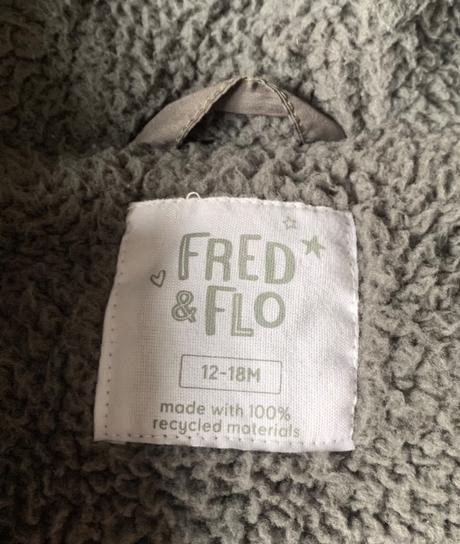 FRED
& FLO
12-18M
made with 100%
recycled materials